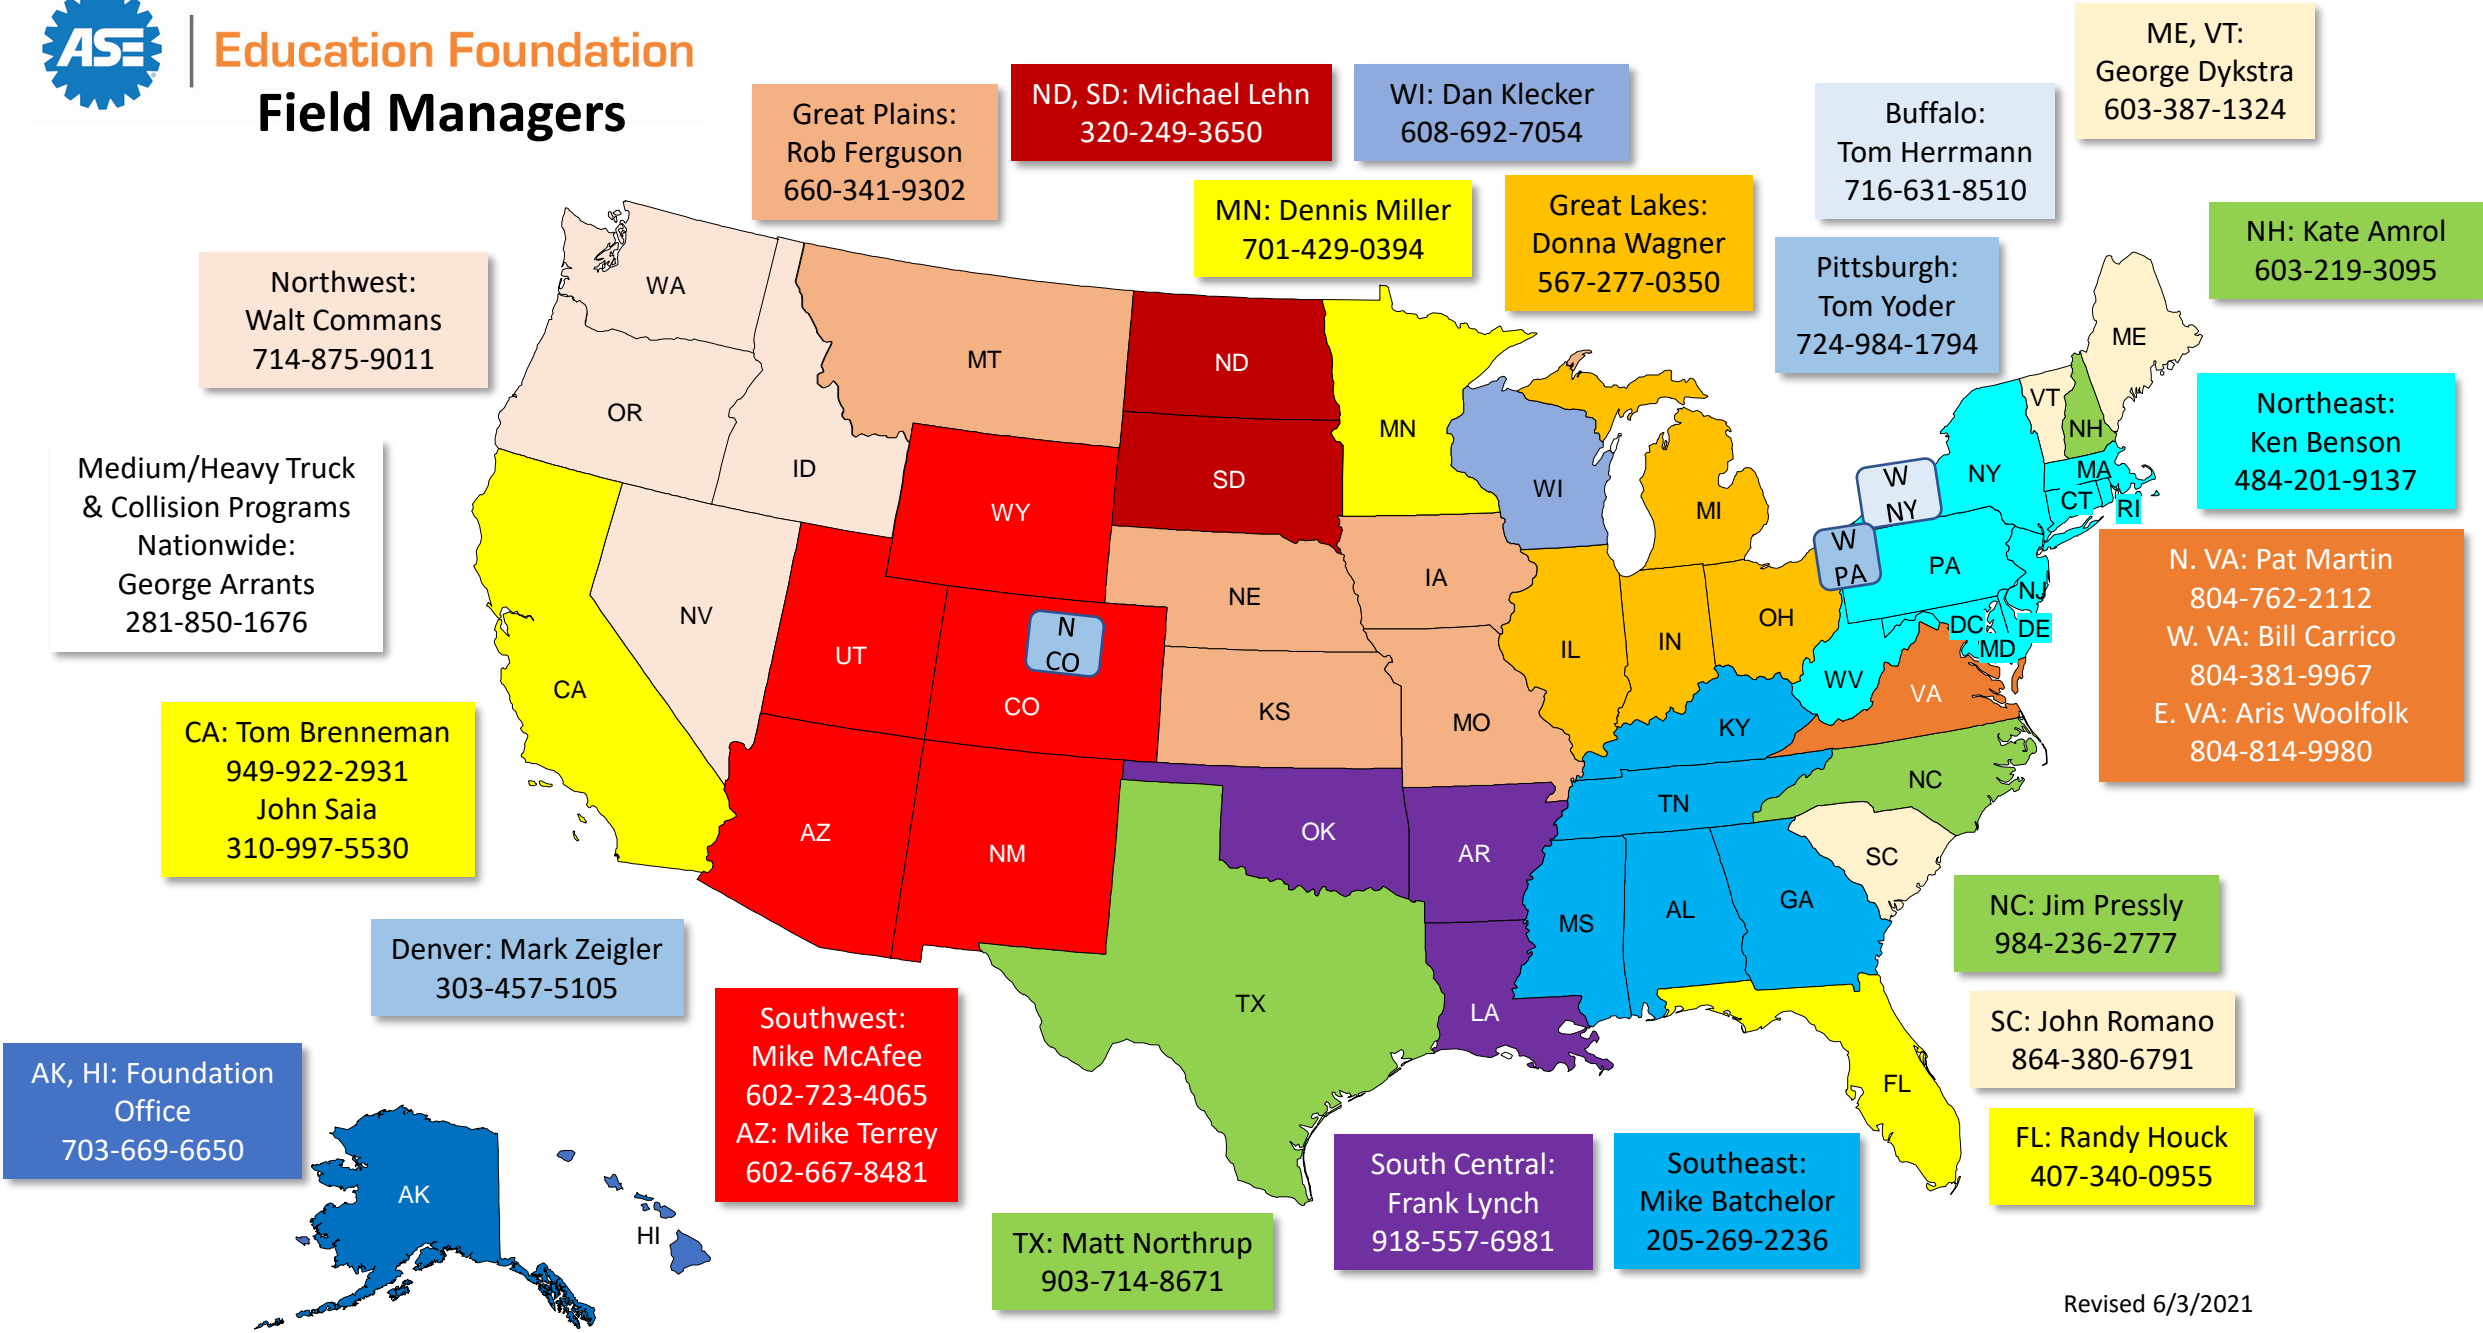 ASE
Education Foundation
Field Managers
Great Plains:
Rob Ferguson
660-341-9302
ND, SD: Michael Lehn
320-249-3650
WI: Dan Klecker
608-692-7054
MN: Dennis Miller
701-429-0394
Great Lakes:
Donna Wagner
567-277-0350
Buffalo:
Tom Herrmann
716-631-8510
ME, VT:
George Dykstra
603-387-1324
Pittsburgh:
Tom Yoder
724-984-1794
NH: Kate Amrol
603-219-3095
Northeast:
Ken Benson
484-201-9137
Northwest:
Walt Commans
714-875-9011
Medium/Heavy Truck
& Collision Programs
Nationwide:
George Arrants
281-850-1676
CA: Tom Brenneman
949-922-2931
John Saia
310-997-5530
Denver: Mark Zeigler
303-457-5105
AK, HI: Foundation
Office
703-669-6650
Southwest:
Mike McAfee
602-723-4065
AZ: Mike Terrey
602-667-8481
TX: Matt Northrup
903-714-8671
South Central:
Frank Lynch
918-557-6981
Southeast:
Mike Batchelor
205-269-2236
N. VA: Pat Martin
804-762-2112
W. VA: Bill Carrico
804-381-9967
E. VA: Aris Woolfolk
804-814-9980
NC: Jim Pressly
984-236-2777
SC: John Romano
864-380-6791
FL: Randy Houck
407-340-0955
WA
OR
ID
MT
ND
SD
MN
WI
MI
WY
NV
UT
CA
N
CO
CO
NE
IA
KS
MO
IL
IN
OH
W
NY
W
PA
NY
PA
VT
NH
ME
MA
CT
RI
NJ
DE
DC
MD
WV
VA
KY
TN
NC
SC
AZ
NM
OK
AR
TX
LA
MS
AL
GA
FL
AK
HI
Revised 6/3/2021